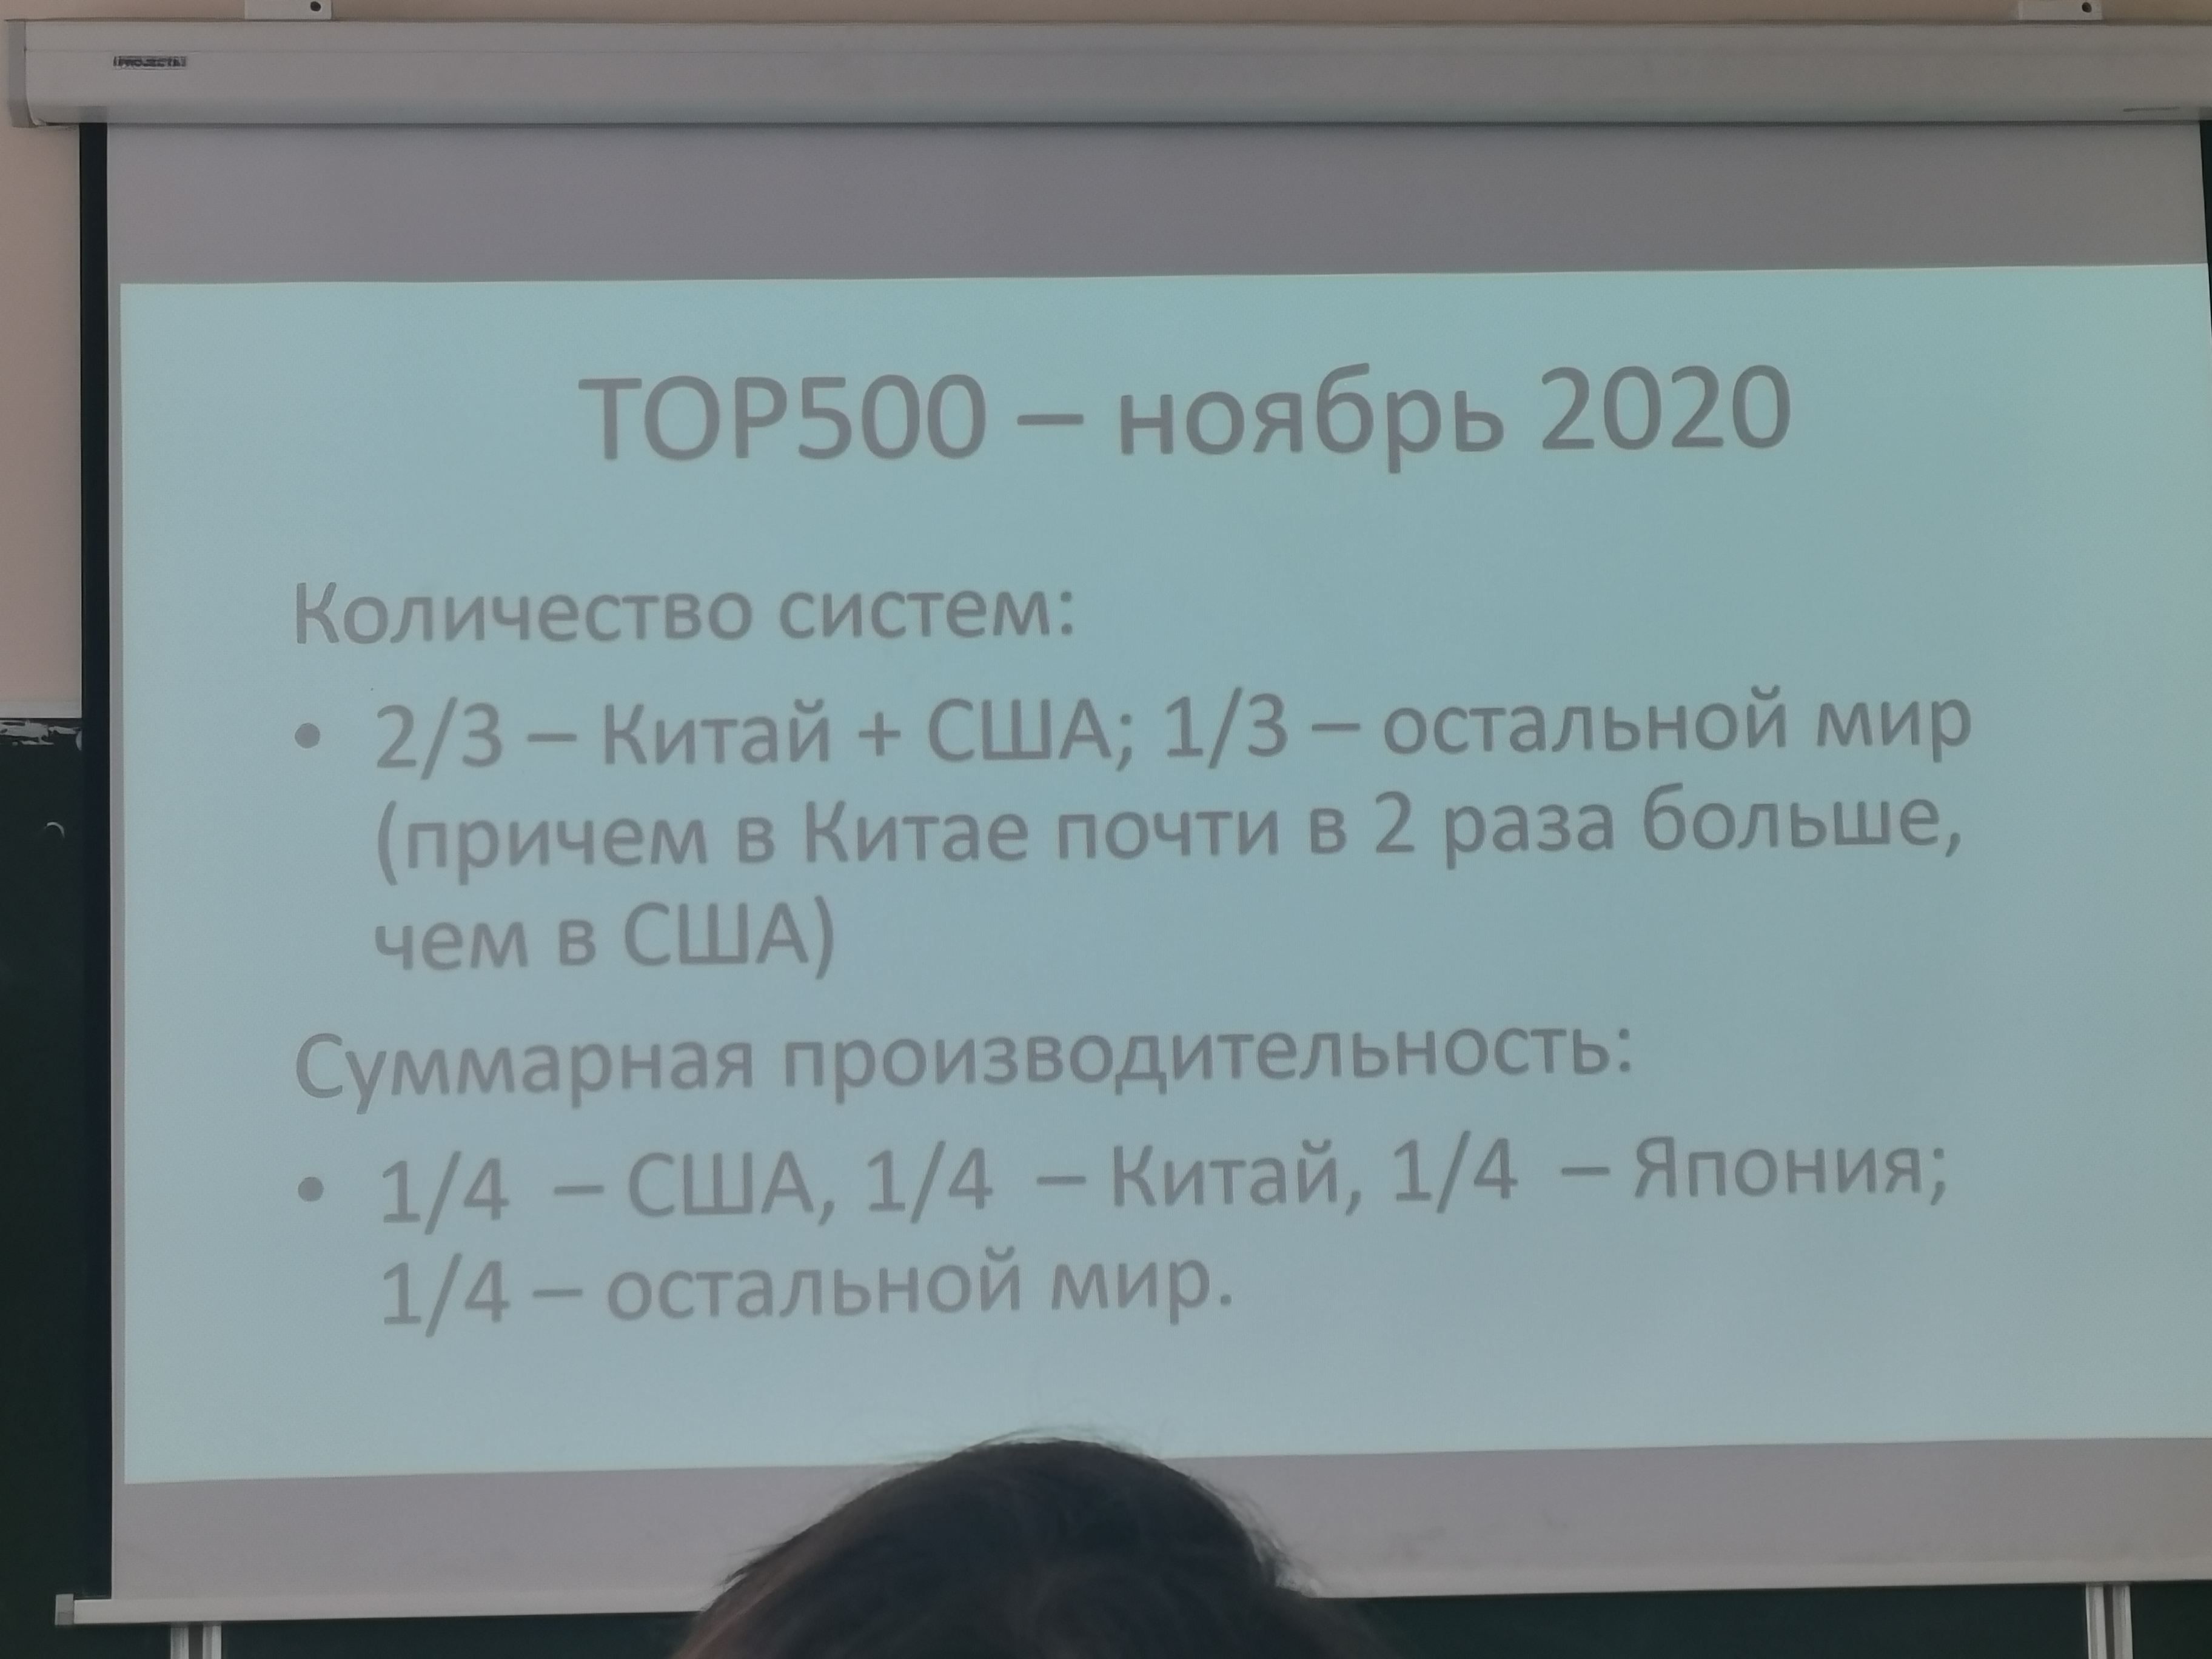 TOP500 – ноябрь 2020
Количество систем:
• 2/3 – Китай + США; 1/3 – остальной мир
(причем в Китае почти в 2 раза больше,
чем в США)
Суммарная производительность:
• 1/4 – США, 1/4 – Китай, 1/4 – Япония;
1/4 – остальной мир.